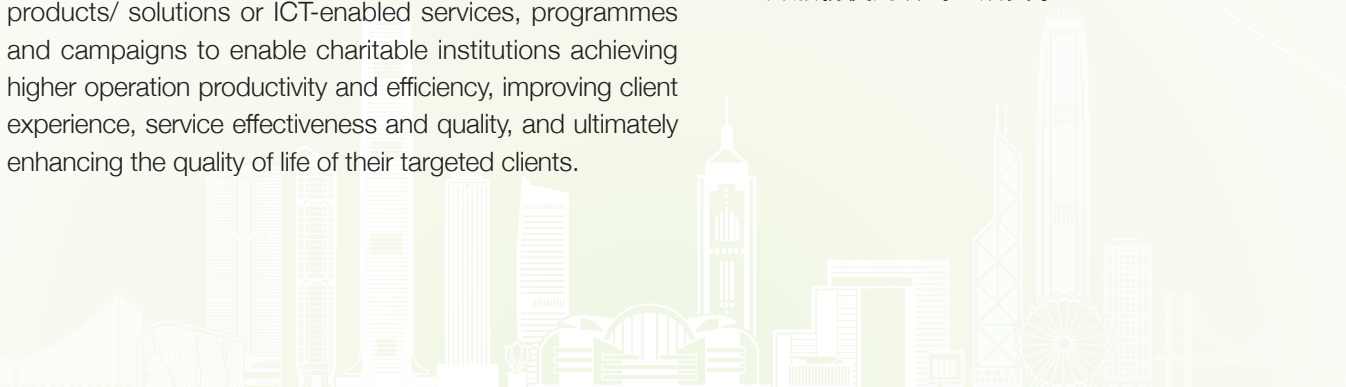 products/ solutions or ICT-enabled services, programmes
and campaigns to enable charitable institutions achieving
higher operation productivity and efficiency, improving client
experience, service effectiveness and quality, and ultimately
enhancing the quality of life of their targeted clients.